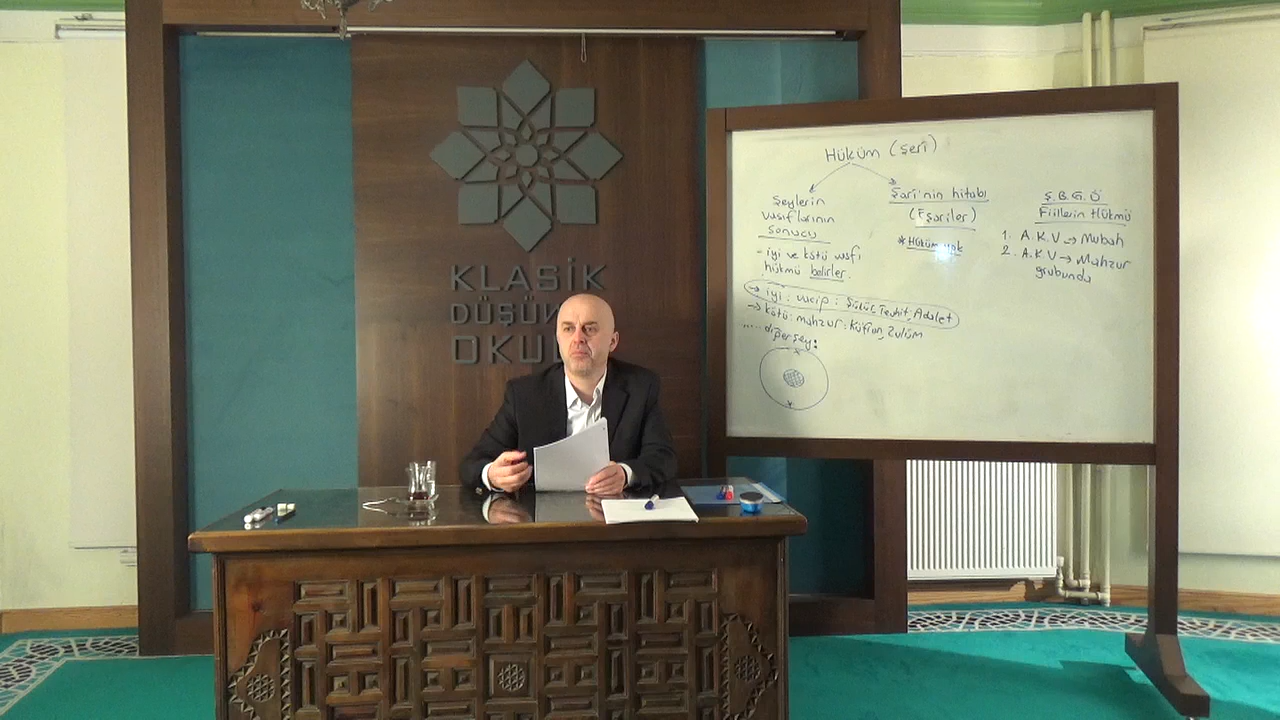 KLASİK
DÜŞÜN
OKUL
Hüküm (şerî)
Şeylerin
vasıflarının
sonucu
- iyi ve kötü vasfı
hükmü belirler.
→ iyi: vacip: Şükür, Tevhit, Adalet
→ kötü: mahzur: Küfran, Zulüm
.... diğer şey:
Şari'nin hitabı
(Eşariler)
* Hüküm yok
Ş.B.G.Ö
Fiillerin Hükmü
1. A.K.V → Mubah
2. A.K.V → Mahzur
grubunda